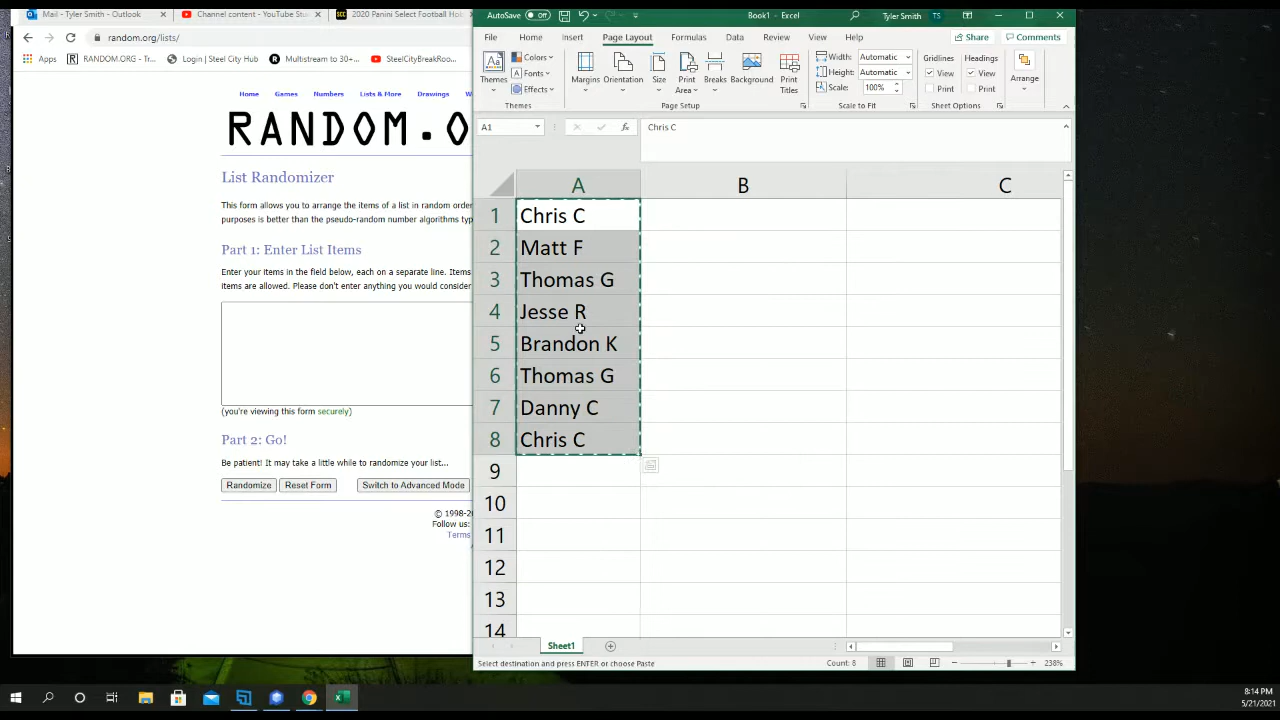 Mail - Tyler Smith - Outlook
Channel content - YouTube Stu
2020 Panini Select Football Ho
random.org/lists/
Apps
RANDOM.ORG - Tr...
Login | Steel City Hub
Multistream to 30+...
SteelCityBreakRoo...
Home
Games
Numbers
Lists & More
Drawings
RANDOM.O
List Randomizer
This form allows you to arrange the items of a list in random order
purposes is better than the pseudo-random number algorithms typ
Part 1: Enter List Items
Enter your items in the field below, each on a separate line. Items
items are allowed. Please don't enter anything you would consider
(you're viewing this form securely)
Part 2: Go!
Be patient! It may take a little while to randomize your list...
Randomize
Reset Form
Switch to Advanced Mode
© 1998-20
Follow us:
Terms
AutoSave
Off
Book1 - Excel
Tyler Smith
TS
File
Home
Insert
Page Layout
Formulas
Data
Review
View
Help
Share
Comments
Themes
Colors
Fonts
Effects
Margins
Orientation
Size
Print Area
Breaks
Background
Print Titles
Width:
Automatic
Height:
Automatic
Scale:
100%
Gridlines
View
Print
Headings
View
Print
Arrange
Themes
Page Setup
Scale to Fit
Sheet Options
A1
fx
Chris C
A
B
C
1 Chris C
2 Matt F
3 Thomas G
4 Jesse R
5 Brandon K
6 Thomas G
7 Danny C
8 Chris C
9
10
11
12
13
14
Sheet1
Select destination and press ENTER or choose Paste
Count: 8
238%
8:14 PM
5/21/2021